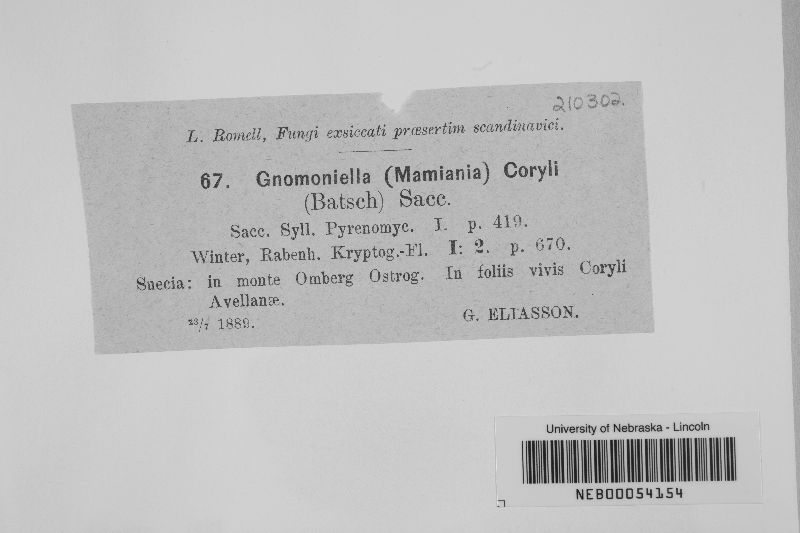 210302.
L. Romell, Fungi exsiccati præsertim scandinavici.
67. Gnomoniella (Mamiania) Coryli
(Batsch) Sacc.
Sacc. Syll. Pyrenomyc. I. p. 419.
Winter, Rabenh. Kryptog.-Fl. I: 2. p. 670.
Suecia: in monte Omberg Ostrog. In foliis vivis Coryli
Avellanæ.
23/7 1889.
G. ELIASSON.
University of Nebraska - Lincoln
NEB00054154